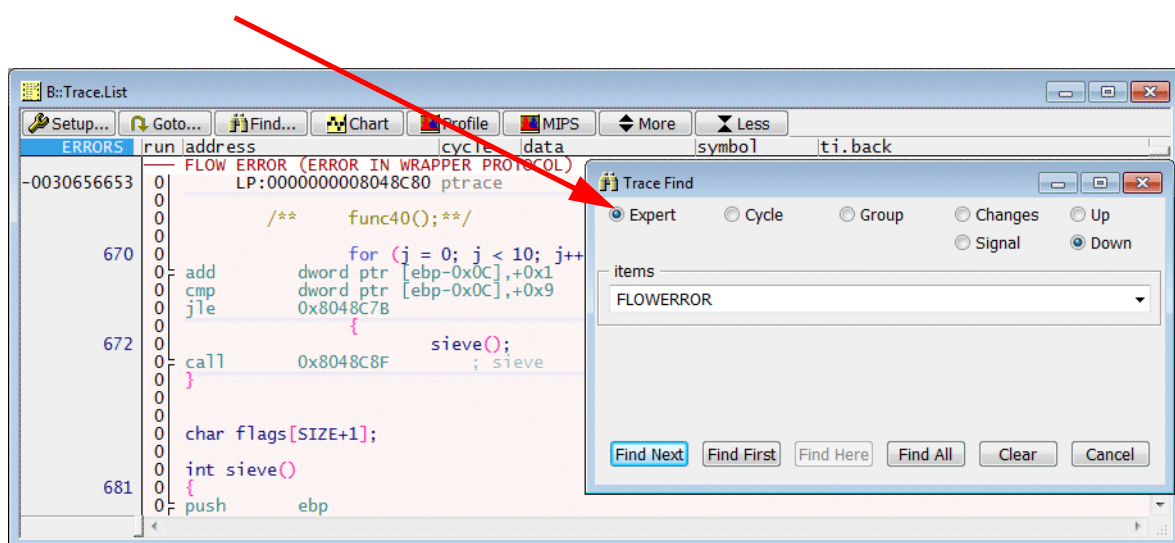 B::Trace.List
Setup... Goto... Find... Chart Profile MIPS More Less
ERRORS run address cycle data symbol ti.back
FLOW ERROR (ERROR IN WRAPPER PROTOCOL)
-0030656653 0 LP:0000000008048C80 ptrace
0
0 /** func40();**/
0
670 0 for (j = 0; j < 10; j++
0 add dword ptr [ebp-0x0C],+0x1
0 cmp dword ptr [ebp-0x0C],+0x9
0 jle 0x8048C7B
0 {
672 0 sieve();
0 call 0x8048C8F ; sieve
0 }
0
0
0 char flags[SIZE+1];
0
0 int sieve()
681 0 {
0 push ebp
Trace Find
Expert Cycle Group Changes Up
Signal Down
items
FLOWERROR
Find Next Find First Find Here Find All Clear Cancel